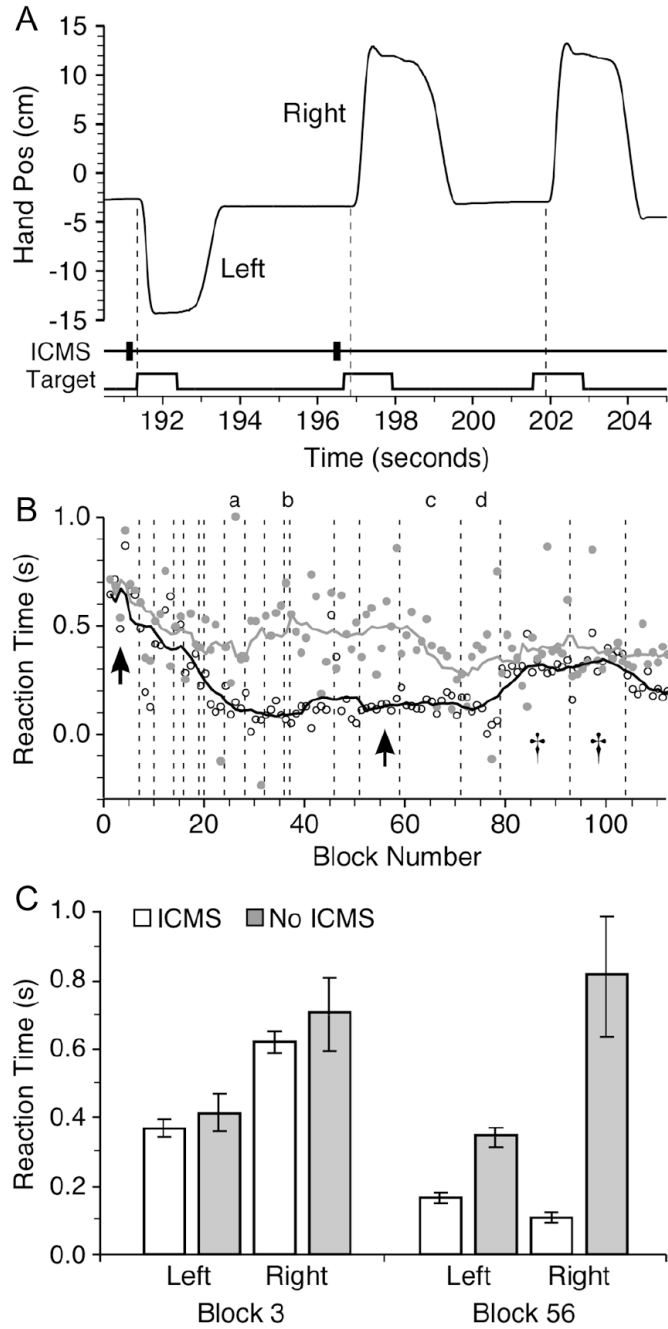 A
Hand Pos (cm)
15
10
5
0
-5
-10
-15
Right
Left
ICMS
Target
192 194 196 198 200 202 204
Time (seconds)
B
a b c d
Reaction Time (s)
1.0
0.5
0.0
‡ ‡
0 20 40 60 80 100
Block Number
C
ICMS No ICMS
Reaction Time (s)
1.0
0.8
0.6
0.4
0.2
0.0
Left Right Left Right
Block 3 Block 56